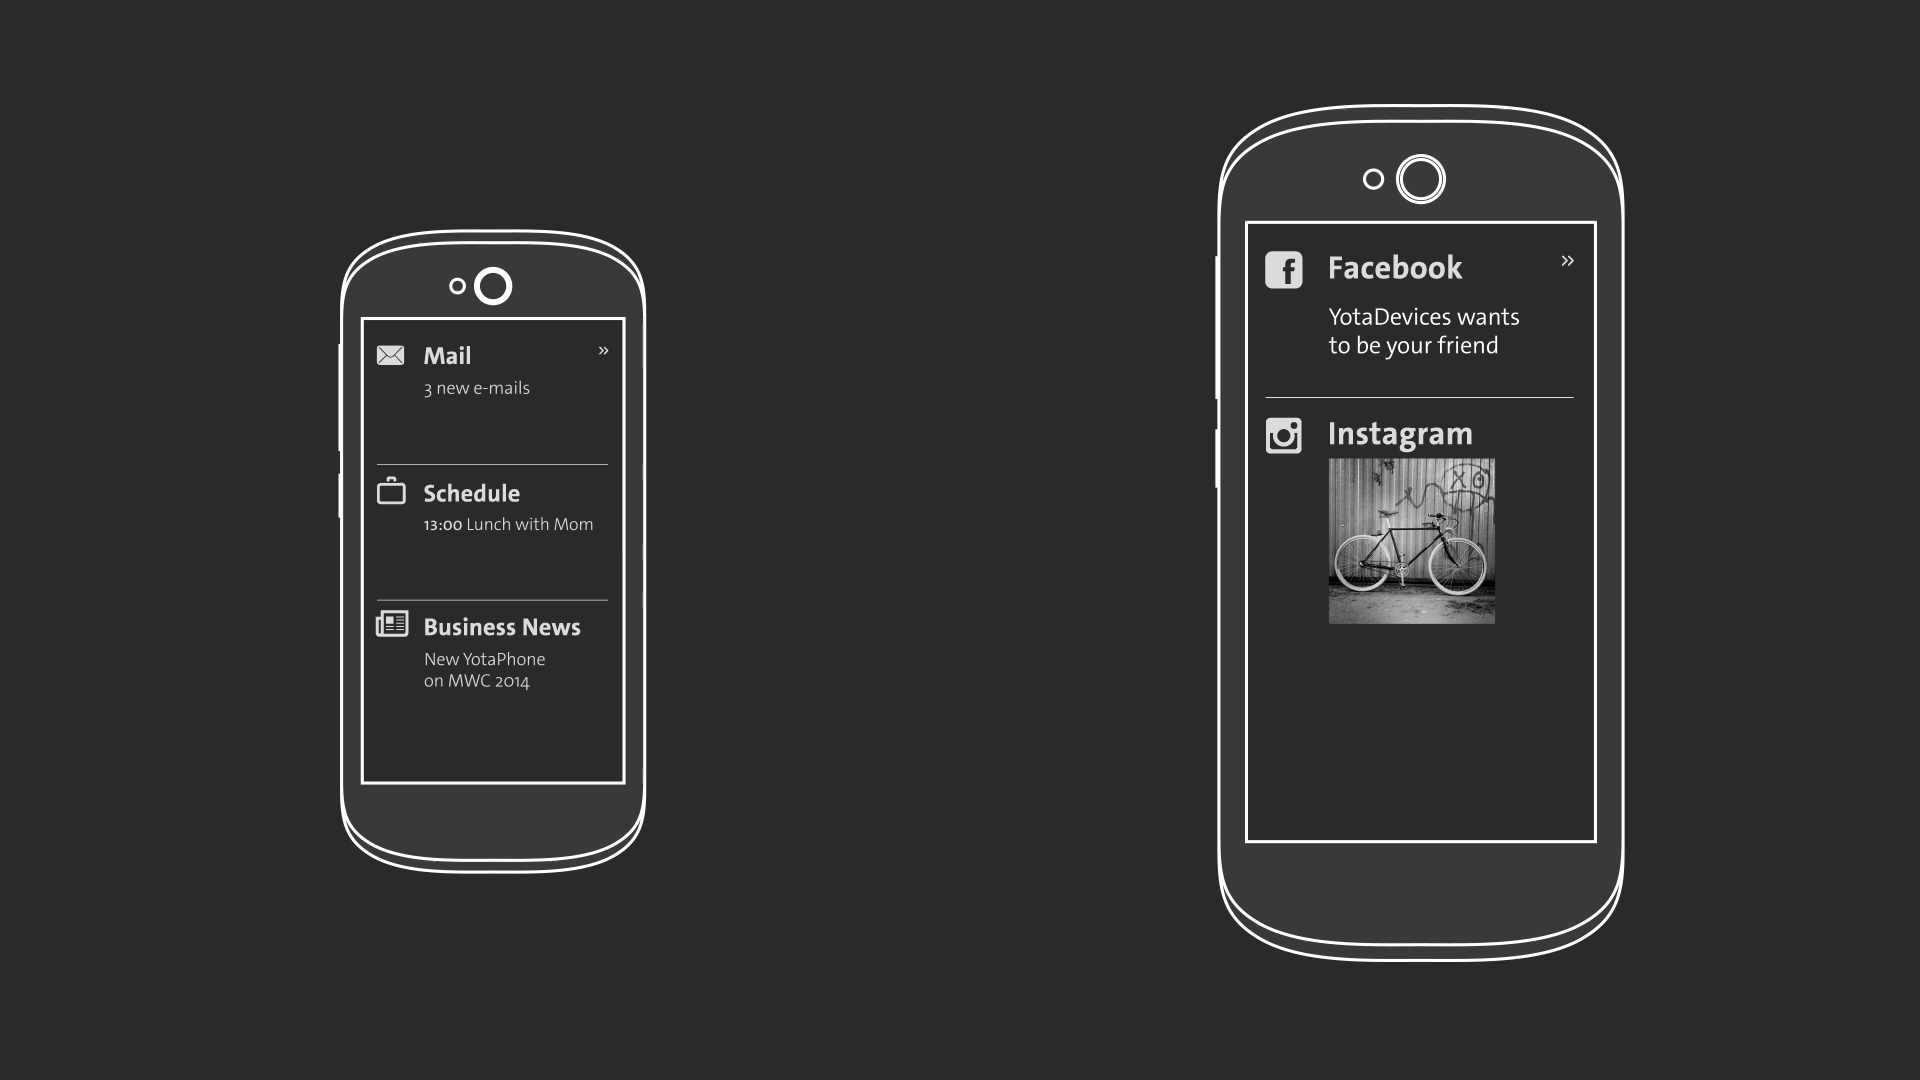 Mail »
3 new e-mails
Schedule
13:00 Lunch with Mom
Business News
New YotaPhone
on MWC 2014
Facebook »
YotaDevices wants
to be your friend
Instagram
XO